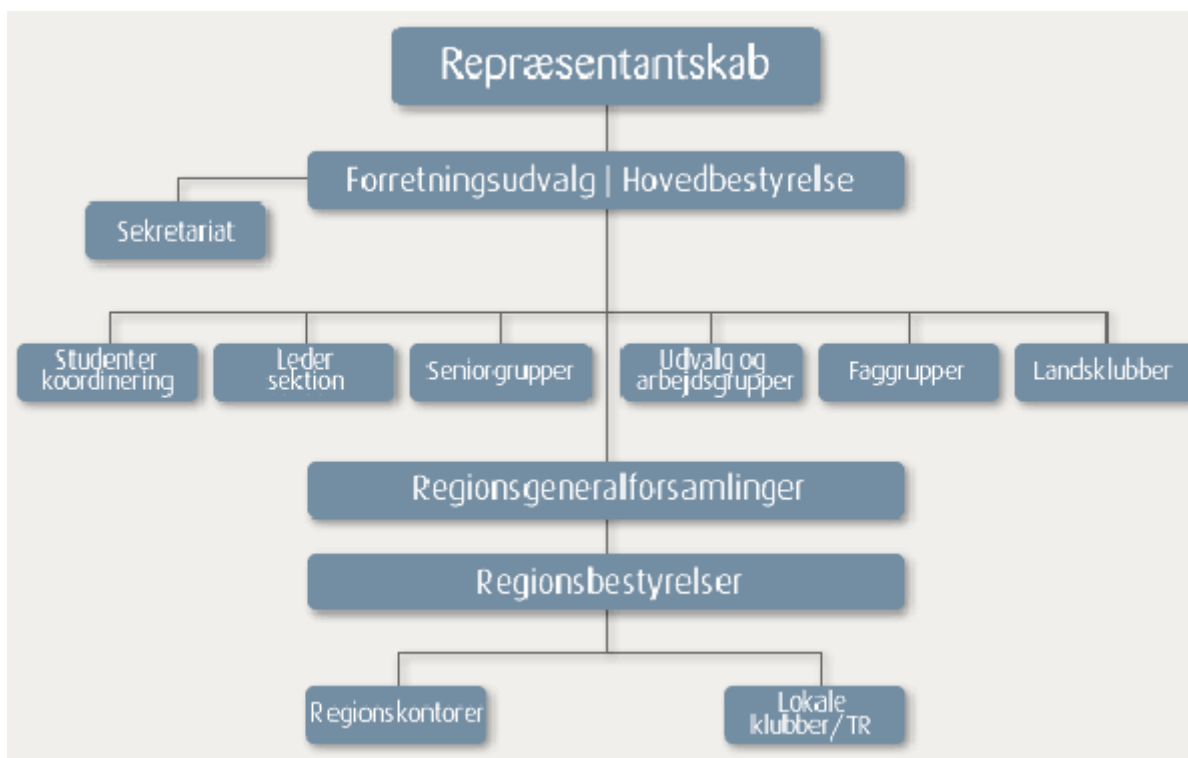 Repræsentantskab
Forretningsudvalg | Hovedbestyrelse
Sekretariat
Studenter
koordinering
Leder
sektion
Seniorgrupper
Udvalg og
arbejdsgrupper
Faggrupper
Landsklubber
Regionsgeneralforsamlinger
Regionsbestyrelser
Regionskontorer
Lokale
klubber/TR